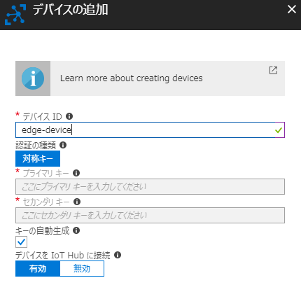 デバイスの追加
Learn more about creating devices
* デバイス ID
edge-device
認証の種類
対称キー
* プライマリ キー
ここにプライマリ キーを入力してください
* セカンダリ キー
ここにセカンダリ キーを入力してください
キーの自動生成
デバイスを IoT Hub に接続
有効 無効